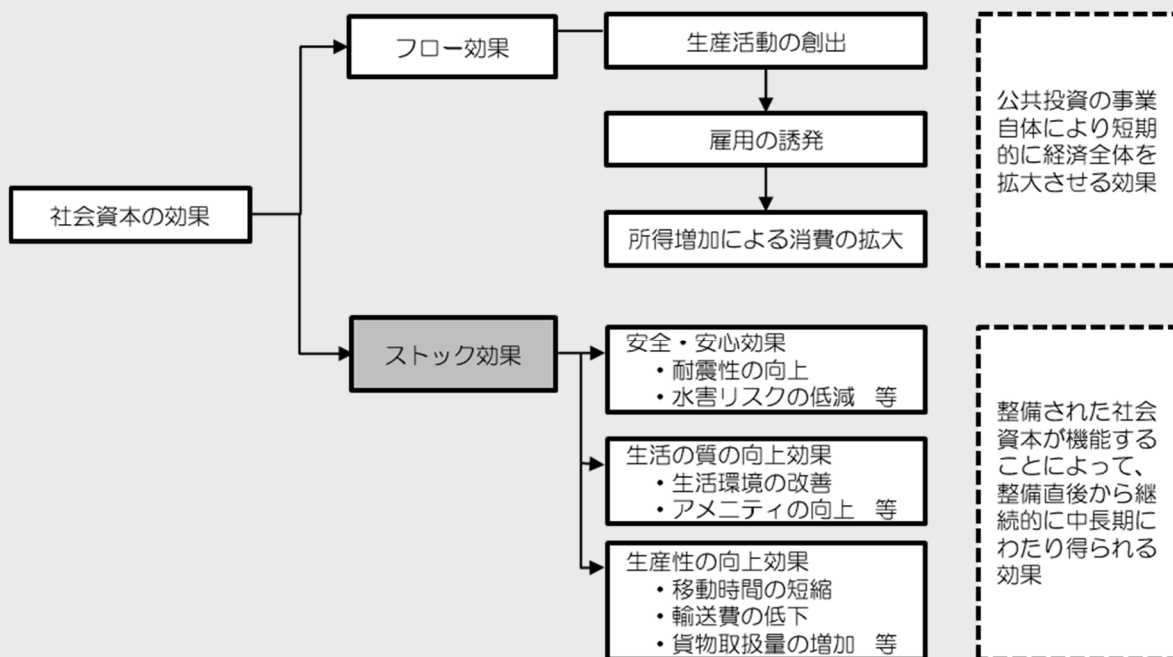 社会資本の効果
フロー効果
生産活動の創出
雇用の誘発
所得増加による消費の拡大
公共投資の事業
自体により短期
的に経済全体を
拡大させる効果
ストック効果
安全・安心効果
・耐震性の向上
・水害リスクの低減　等
生活の質の向上効果
・生活環境の改善
・アメニティの向上　等
生産性の向上効果
・移動時間の短縮
・輸送費の低下
・貨物取扱量の増加　等
整備された社会
資本が機能する
ことによって、
整備直後から継
続的に中長期に
わたり得られる
効果